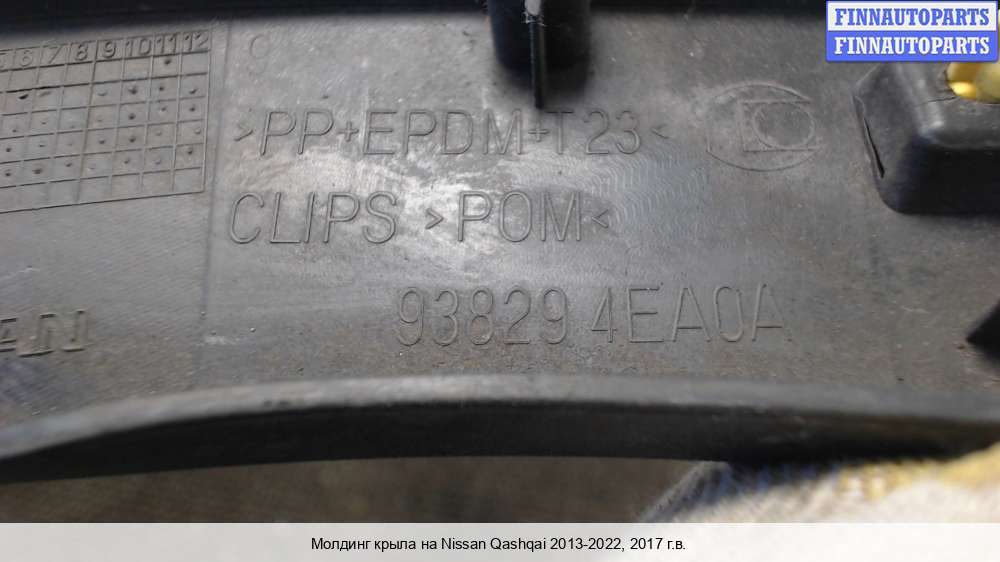 FINNAUTOPARTS
FINNAUTOPARTS
6 7 8 9 10 11 12
>PP+EPDM+T23<
CLIPS >POM<
93829 4EA0A
Молдинг крыла на Nissan Qashqai 2013-2022, 2017 г.в.